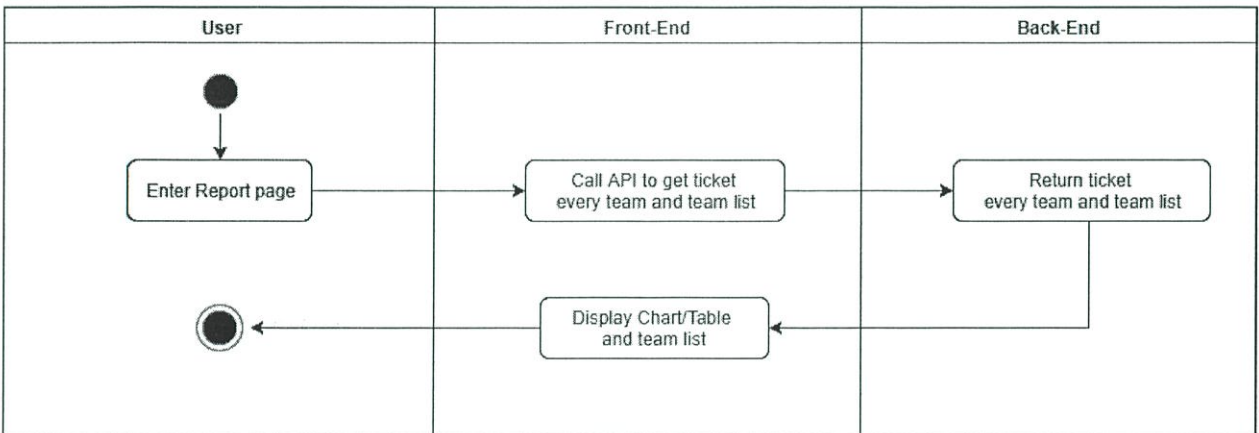 User
Front-End
Back-End
Enter Report page
Call API to get ticket
every team and team list
Return ticket
every team and team list
Display Chart/Table
and team list